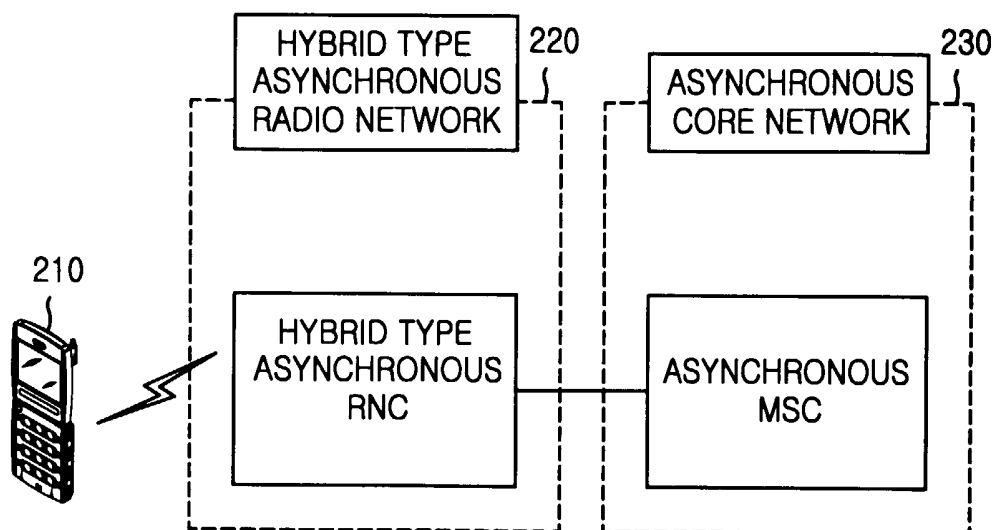 HYBRID TYPE
ASYNCHRONOUS
RADIO NETWORK
220
ASYNCHRONOUS
CORE NETWORK
230
210
HYBRID TYPE
ASYNCHRONOUS
RNC
ASYNCHRONOUS
MSC